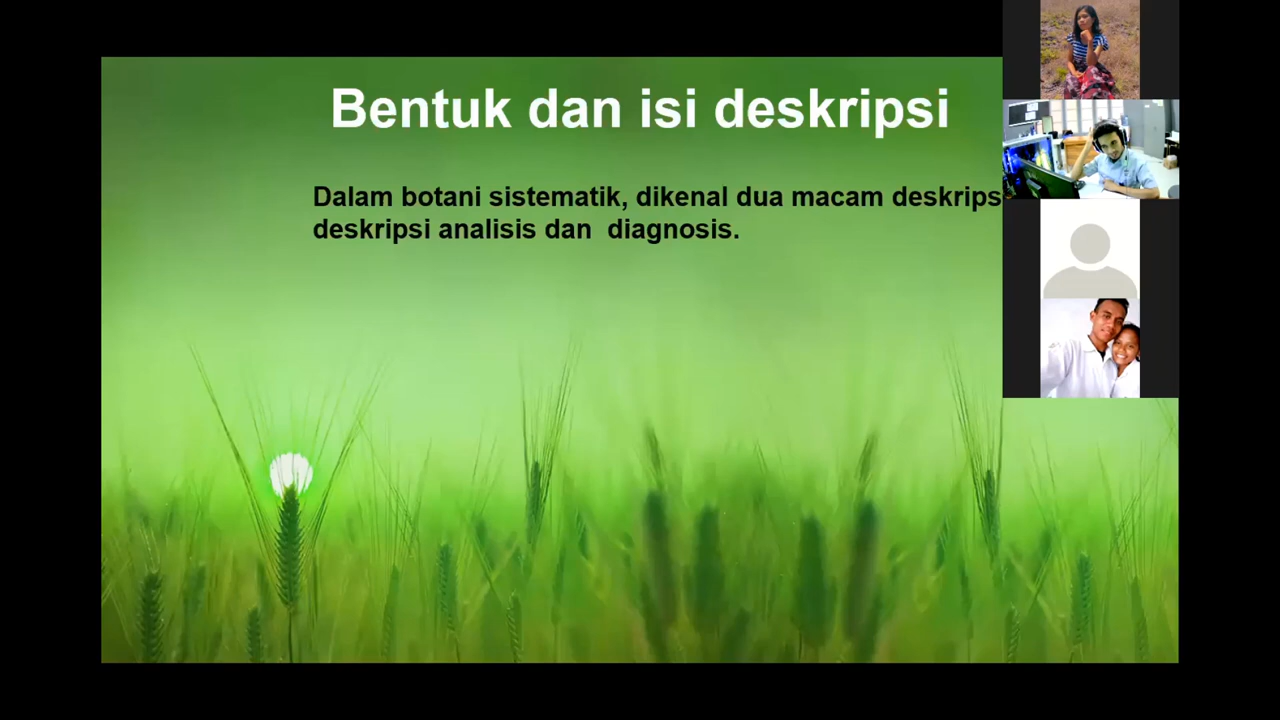 Bentuk dan isi deskripsi
Dalam botani sistematik, dikenal dua macam deskrips
deskripsi analisis dan diagnosis.